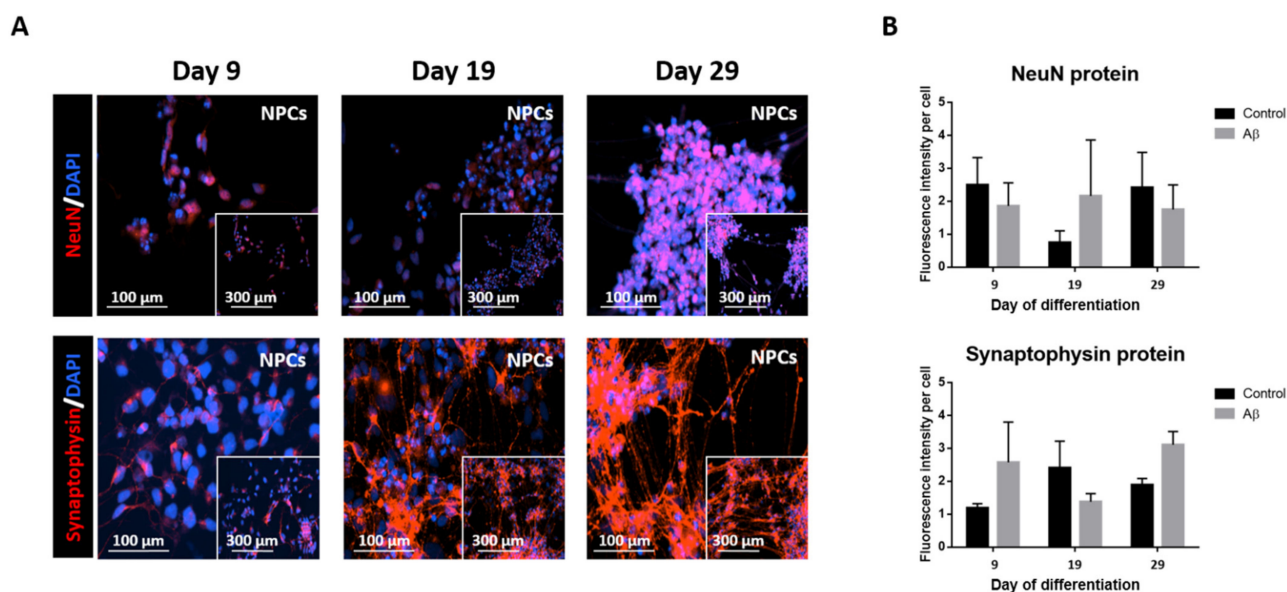 A
B
Day 9
Day 19
Day 29
NeuN/DAPI
NPCs
100 µm
300 µm
NPCs
100 µm
300 µm
NPCs
100 µm
300 µm
Synaptophysin/DAPI
NPCs
100 µm
300 µm
NPCs
100 µm
300 µm
NPCs
100 µm
300 µm
NeuN protein
Fluorescence intensity per cell
5
4
3
2
1
0
9
19
29
Day of differentiation
Control
Aβ
Synaptophysin protein
Fluorescence intensity per cell
5
4
3
2
1
0
9
19
29
Day of differentiation
Control
Aβ